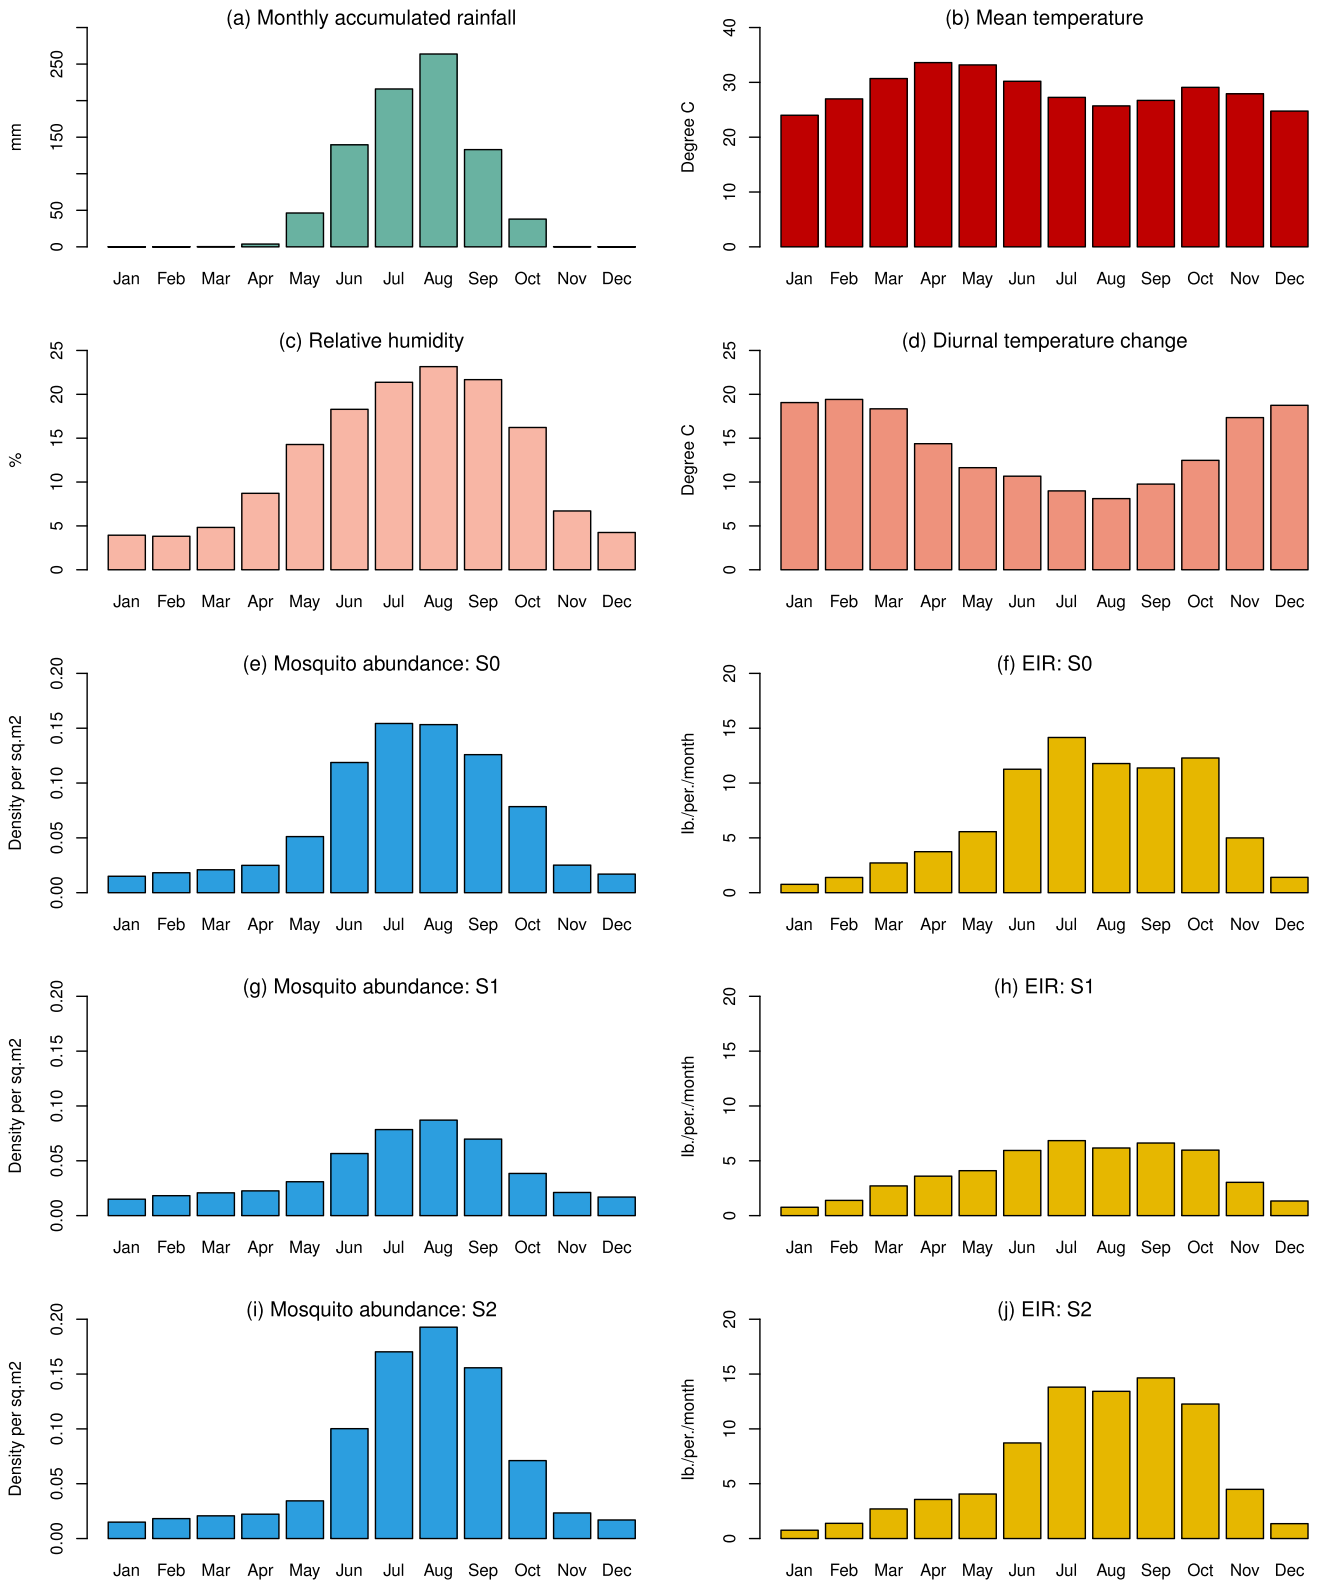 (a) Monthly accumulated rainfall
mm
250
150
50
0
Jan Feb Mar Apr May Jun Jul Aug Sep Oct Nov Dec
(b) Mean temperature
Degree C
40
30
20
10
0
Jan Feb Mar Apr May Jun Jul Aug Sep Oct Nov Dec
(c) Relative humidity
%
25
20
15
10
5
0
Jan Feb Mar Apr May Jun Jul Aug Sep Oct Nov Dec
(d) Diurnal temperature change
Degree C
25
20
15
10
5
0
Jan Feb Mar Apr May Jun Jul Aug Sep Oct Nov Dec
(e) Mosquito abundance: S0
Density per sq.m2
0.20
0.15
0.10
0.05
0.00
Jan Feb Mar Apr May Jun Jul Aug Sep Oct Nov Dec
(f) EIR: S0
Ib./per./month
20
15
10
5
0
Jan Feb Mar Apr May Jun Jul Aug Sep Oct Nov Dec
(g) Mosquito abundance: S1
Density per sq.m2
0.20
0.15
0.10
0.05
0.00
Jan Feb Mar Apr May Jun Jul Aug Sep Oct Nov Dec
(h) EIR: S1
Ib./per./month
20
15
10
5
0
Jan Feb Mar Apr May Jun Jul Aug Sep Oct Nov Dec
(i) Mosquito abundance: S2
Density per sq.m2
0.20
0.15
0.10
0.05
0.00
Jan Feb Mar Apr May Jun Jul Aug Sep Oct Nov Dec
(j) EIR: S2
Ib./per./month
20
15
10
5
0
Jan Feb Mar Apr May Jun Jul Aug Sep Oct Nov Dec